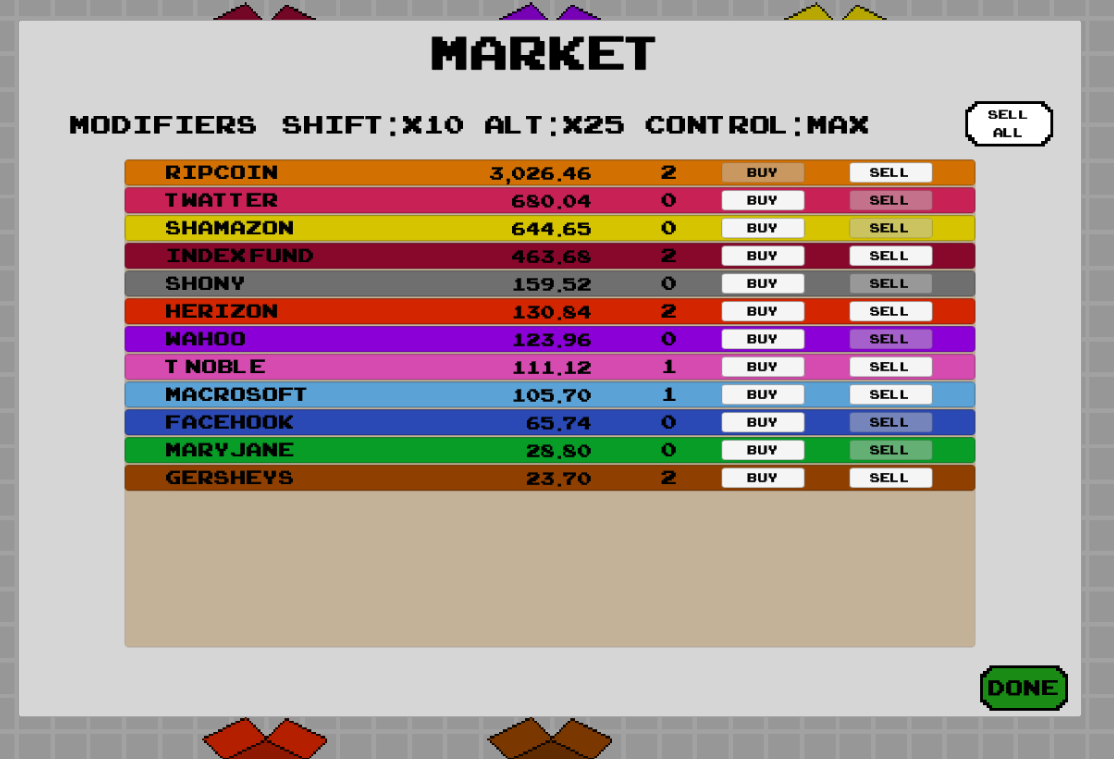 MARKET
MODIFIERS SHIFT:X10 ALT:X25 CONTROL:MAX
SELL
ALL
RIPCOIN 3,026.46 2 BUY SELL
TWATTER 680.04 0 BUY SELL
SHAMAZON 644.65 0 BUY SELL
INDEX FUND 463.68 2 BUY SELL
SHONY 159.52 0 BUY SELL
HERIZON 130.84 2 BUY SELL
WAHOO 123.96 0 BUY SELL
T NOBLE 111.12 1 BUY SELL
MACROSOFT 105.70 1 BUY SELL
FACEHOOK 65.74 0 BUY SELL
MARYJANE 28.80 0 BUY SELL
GERSHEYS 23.70 2 BUY SELL
DONE